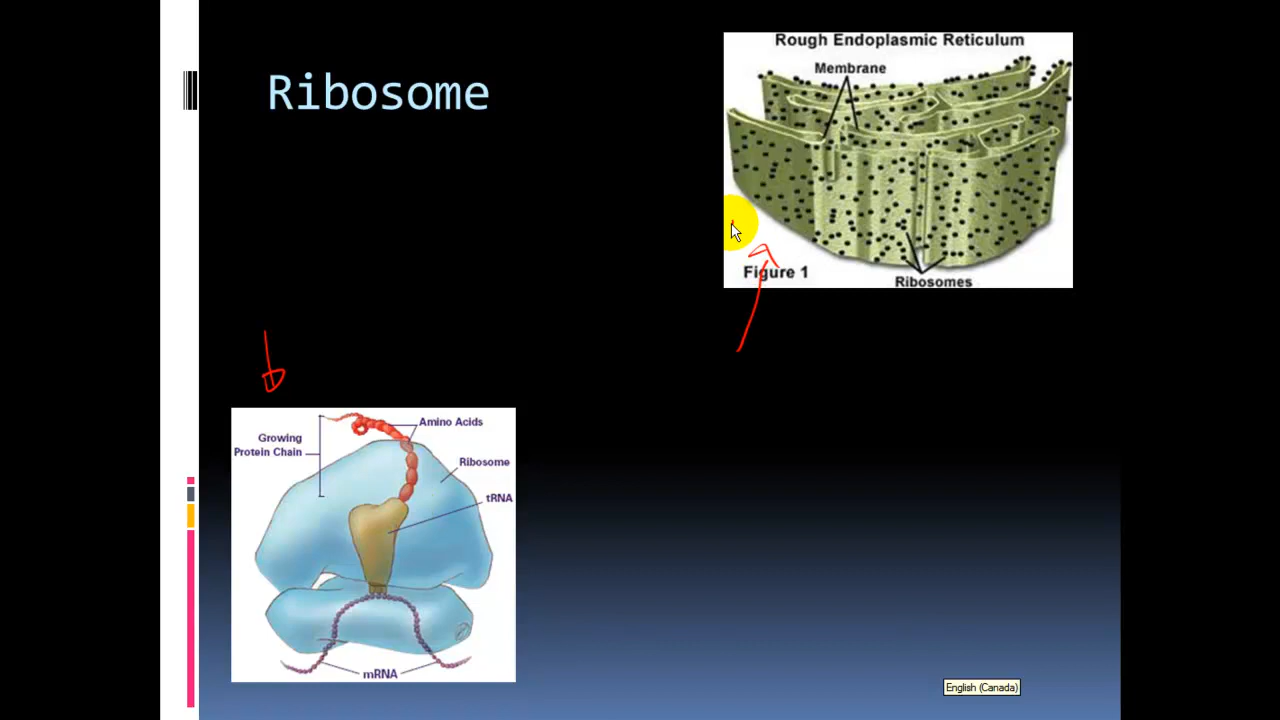 Ribosome
Rough Endoplasmic Reticulum
Membrane
Figure 1
Ribosomes
Amino Acids
Growing
Protein Chain
Ribosome
tRNA
mRNA
English (Canada)